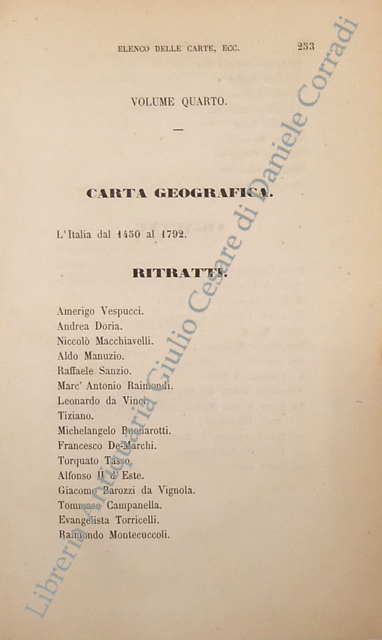 ELENCO DELLE CARTE, ECC. 253
VOLUME QUARTO.
CARTA GEOGRAFICA.
L'Italia dal 1450 al 1792.
RITRATTI.
Amerigo Vespucci.
Andrea Doria.
Niccolò Macchiavelli.
Aldo Manuzio.
Raffaele Sanzio.
Marc' Antonio Raimondi.
Leonardo da Vinci.
Tiziano.
Michelangelo Buonarotti.
Francesco De-Marchi.
Torquato Tasso.
Alfonso II d' Este.
Giacomo Barozzi da Vignola.
Tommaso Campanella.
Evangelista Torricelli.
Raimondo Montecuccoli.
Libreria Antiquaria Giulio Cesare di Daniele Corradi